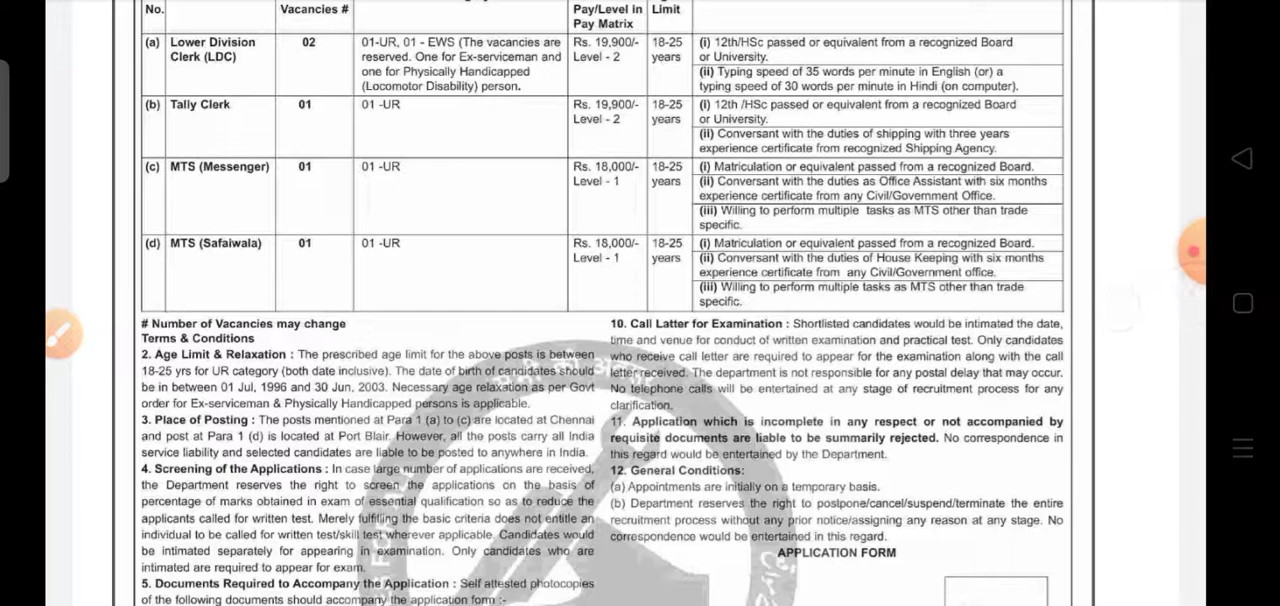 No. Vacancies # Pay/Level in Limit
Pay Matrix
(a) Lower Division 02 01-UR, 01 - EWS (The vacancies are Rs. 19,900/- 18-25 (i) 12th/HSc passed or equivalent from a recognized Board
Clerk (LDC) reserved. One for Ex-serviceman and Level - 2 years or University.
one for Physically Handicapped (ii) Typing speed of 35 words per minute in English (or) a
(Locomotor Disability) person. typing speed of 30 words per minute in Hindi (on computer).
(b) Tally Clerk 01 01 -UR Rs. 19,900/- 18-25 (i) 12th /HSc passed or equivalent from a recognized Board
Level - 2 years or University.
(ii) Conversant with the duties of shipping with three years
experience certificate from recognized Shipping Agency.
(c) MTS (Messenger) 01 01 -UR Rs. 18,000/- 18-25 (i) Matriculation or equivalent passed from a recognized Board.
Level - 1 years (ii) Conversant with the duties as Office Assistant with six months
experience certificate from any Civil/Government Office.
(iii) Willing to perform multiple tasks as MTS other than trade
specific.
(d) MTS (Safaiwala) 01 01 -UR Rs. 18,000/- 18-25 (i) Matriculation or equivalent passed from a recognized Board.
Level - 1 years (ii) Conversant with the duties of House Keeping with six months
experience certificate from any Civil/Government office.
(iii) Willing to perform multiple tasks as MTS other than trade
specific.
# Number of Vacancies may change
Terms & Conditions
2. Age Limit & Relaxation : The prescribed age limit for the above posts is between
18-25 yrs for UR category (both date inclusive). The date of birth of candidates should
be in between 01 Jul, 1996 and 30 Jun, 2003. Necessary age relaxation as per Govt
order for Ex-serviceman & Physically Handicapped persons is applicable.
3. Place of Posting : The posts mentioned at Para 1 (a) to (c) are located at Chennai
and post at Para 1 (d) is located at Port Blair. However, all the posts carry all India
service liability and selected candidates are liable to be posted to anywhere in India.
4. Screening of the Applications : In case large number of applications are received,
the Department reserves the right to screen the applications on the basis of
percentage of marks obtained in exam of essential qualification so as to reduce the
applicants called for written test. Merely fulfilling the basic criteria does not entitle an
individual to be called for written test/skill test wherever applicable. Candidates would
be intimated separately for appearing in examination. Only candidates who are
intimated are required to appear for exam.
5. Documents Required to Accompany the Application : Self attested photocopies
of the following documents should accompany the application form :-
10. Call Latter for Examination : Shortlisted candidates would be intimated the date,
time and venue for conduct of written examination and practical test. Only candidates
who receive call letter are required to appear for the examination along with the call
letter received. The department is not responsible for any postal delay that may occur.
No telephone calls will be entertained at any stage of recruitment process for any
clarification.
11. Application which is incomplete in any respect or not accompanied by
requisite documents are liable to be summarily rejected. No correspondence in
this regard would be entertained by the Department.
12. General Conditions:
(a) Appointments are initially on a temporary basis.
(b) Department reserves the right to postpone/cancel/suspend/terminate the entire
recruitment process without any prior notice/assigning any reason at any stage. No
correspondence would be entertained in this regard.
APPLICATION FORM